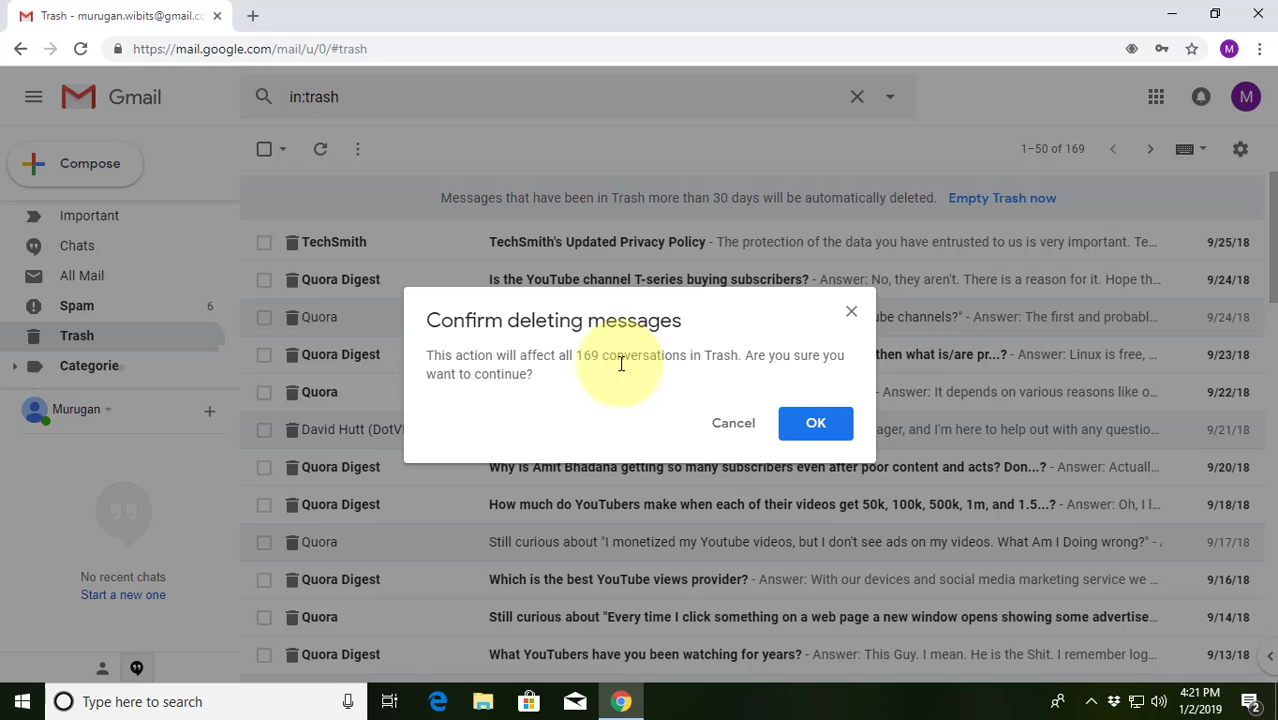 Trash - murugan.wibits@gmail.co
https://mail.google.com/mail/u/0/#trash
M
Gmail
in:trash
M
Compose
1–50 of 169
Messages that have been in Trash more than 30 days will be automatically deleted. Empty Trash now
Important
Chats
All Mail
Spam 6
Trash
Categorie
Murugan
No recent chats
Start a new one
TechSmith TechSmith's Updated Privacy Policy - The protection of the data you have entrusted to us is very important. Te... 9/25/18
Quora Digest Is the YouTube channel T-series buying subscribers? - Answer: No, they aren't. There is a reason for it. Hope th... 9/24/18
Quora ube channels?" - Answer: The first and probabl... 9/24/18
Quora Digest then what is/are pr...? - Answer: Linux is free, ... 9/23/18
Quora - Answer: It depends on various reasons like o... 9/22/18
David Hutt (DotV ager, and I'm here to help out with any questio... 9/21/18
Quora Digest Why is Amit Bhadana getting so many subscribers even after poor content and acts? Don...? - Answer: Actuall... 9/20/18
Quora Digest How much do YouTubers make when each of their videos get 50k, 100k, 500k, 1m, and 1.5...? - Answer: Oh, I l... 9/18/18
Quora Still curious about "I monetized my Youtube videos, but I don't see ads on my videos. What Am I Doing wrong?" - 9/17/18
Quora Digest Which is the best YouTube views provider? - Answer: With our devices and social media marketing service we ... 9/16/18
Quora Still curious about "Every time I click something on a web page a new window opens showing some advertise... 9/14/18
Quora Digest What YouTubers have you been watching for years? - Answer: This Guy. I mean. He is the Shit. I remember log... 9/13/18
Confirm deleting messages
This action will affect all 169 conversations in Trash. Are you sure you
want to continue?
Cancel OK
Type here to search
4:21 PM
1/2/2019
2